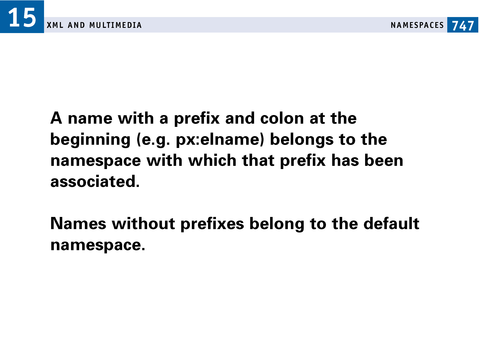 15
XML AND MULTIMEDIA
NAMESPACES 747
A name with a prefix and colon at the
beginning (e.g. px:elname) belongs to the
namespace with which that prefix has been
associated.
Names without prefixes belong to the default
namespace.